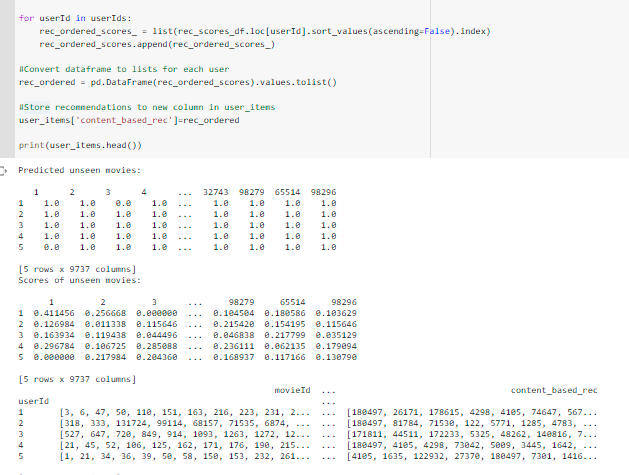 for userId in userIds:
rec_ordered_scores_ = list(rec_scores_df.loc[userId].sort_values(ascending=False).index)
rec_ordered_scores.append(rec_ordered_scores_)
#Convert dataframe to lists for each user
rec_ordered = pd.DataFrame(rec_ordered_scores).values.tolist()
#Store recommendations to new column in user_items
user_items['content_based_rec']=rec_ordered
print(user_items.head())
Predicted unseen movies:
1 2 3 4 ... 32743 98279 65514 98296
1 1.0 1.0 0.0 1.0 ... 1.0 1.0 1.0 1.0
2 1.0 1.0 1.0 1.0 ... 1.0 1.0 1.0 1.0
3 1.0 1.0 1.0 1.0 ... 1.0 1.0 1.0 1.0
4 1.0 1.0 1.0 1.0 ... 1.0 1.0 1.0 1.0
5 0.0 1.0 1.0 1.0 ... 1.0 1.0 1.0 1.0
[5 rows x 9737 columns]
Scores of unseen movies:
1 2 3 ... 98279 65514 98296
1 0.411456 0.256668 0.000000 ... 0.104504 0.180586 0.103629
2 0.126984 0.011338 0.115646 ... 0.215420 0.154195 0.115646
3 0.163934 0.119438 0.044496 ... 0.046838 0.217799 0.035129
4 0.296784 0.106725 0.285088 ... 0.236111 0.062135 0.179094
5 0.000000 0.217984 0.204360 ... 0.168937 0.117166 0.130790
[5 rows x 9737 columns]
movieId ... content_based_rec
userId ...
1 [3, 6, 47, 50, 110, 151, 163, 216, 223, 231, 2... ... [180497, 26171, 178615, 4298, 4105, 74647, 567...
2 [318, 333, 131724, 99114, 68157, 71535, 6874, ... ... [180497, 81784, 71530, 122, 5771, 1285, 4783, ...
3 [527, 647, 720, 849, 914, 1093, 1263, 1272, 12... ... [171811, 44511, 172233, 5325, 48262, 140816, 7...
4 [21, 45, 52, 106, 125, 162, 171, 176, 190, 215... ... [180497, 4105, 4298, 73042, 5009, 3445, 1642, ...
5 [1, 21, 34, 36, 39, 50, 58, 150, 153, 232, 261... ... [4105, 1635, 122932, 27370, 180497, 7301, 1416...